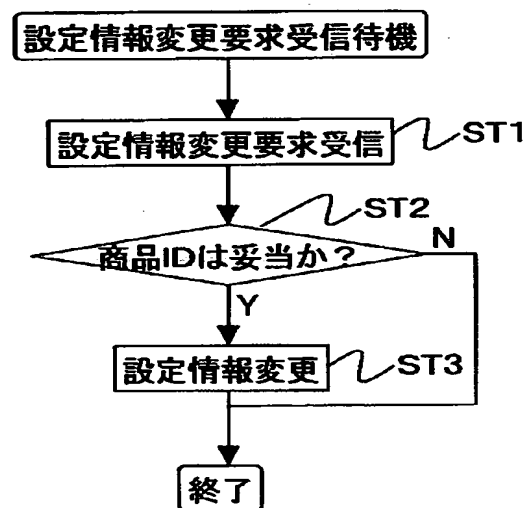 設定情報変更要求受信待機
設定情報変更要求受信
ST1
ST2
商品IDは妥当か？
N
Y
設定情報変更
ST3
終了